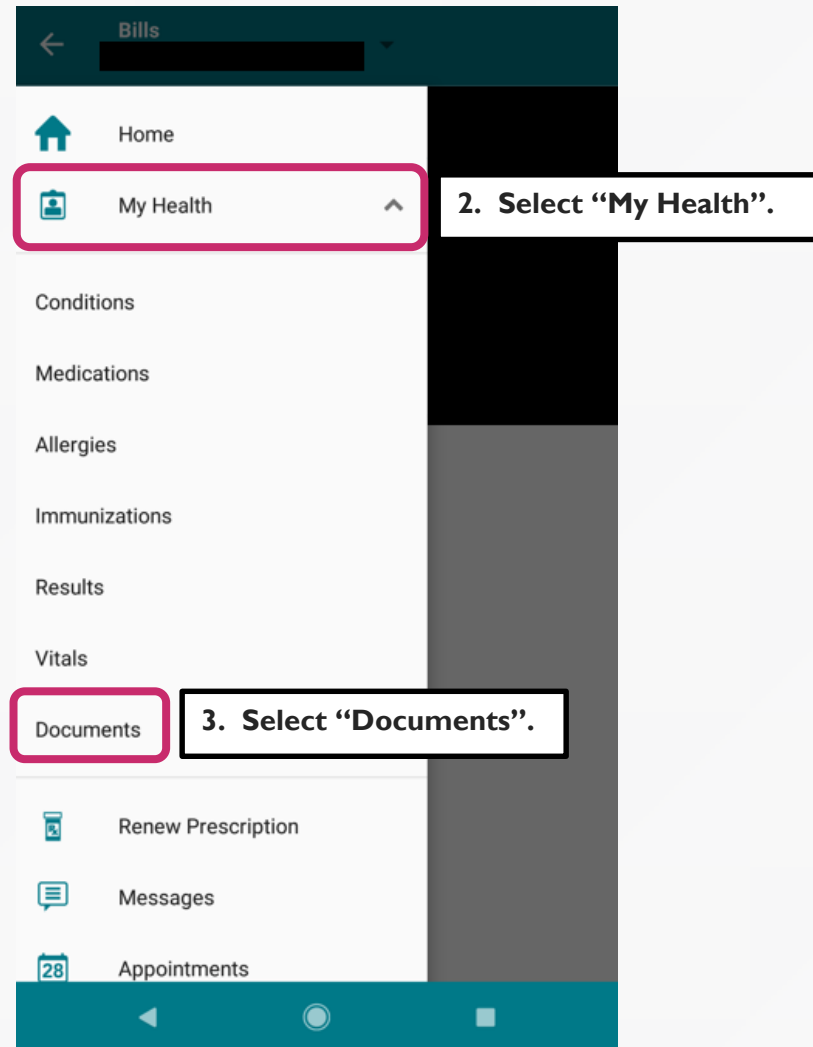 Bills
Home
My Health
2. Select “My Health”.
Conditions
Medications
Allergies
Immunizations
Results
Vitals
Documents
3. Select “Documents”.
Renew Prescription
Messages
28
Appointments